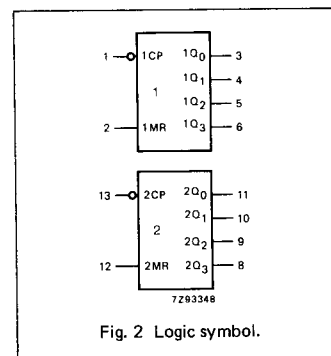 1 1CP 1Q0 3
1Q1 4
1 1Q2 5
2 1MR 1Q3 6
13 2CP 2Q0 11
2Q1 10
2 2Q2 9
12 2MR 2Q3 8
7Z93348
Fig. 2 Logic symbol.